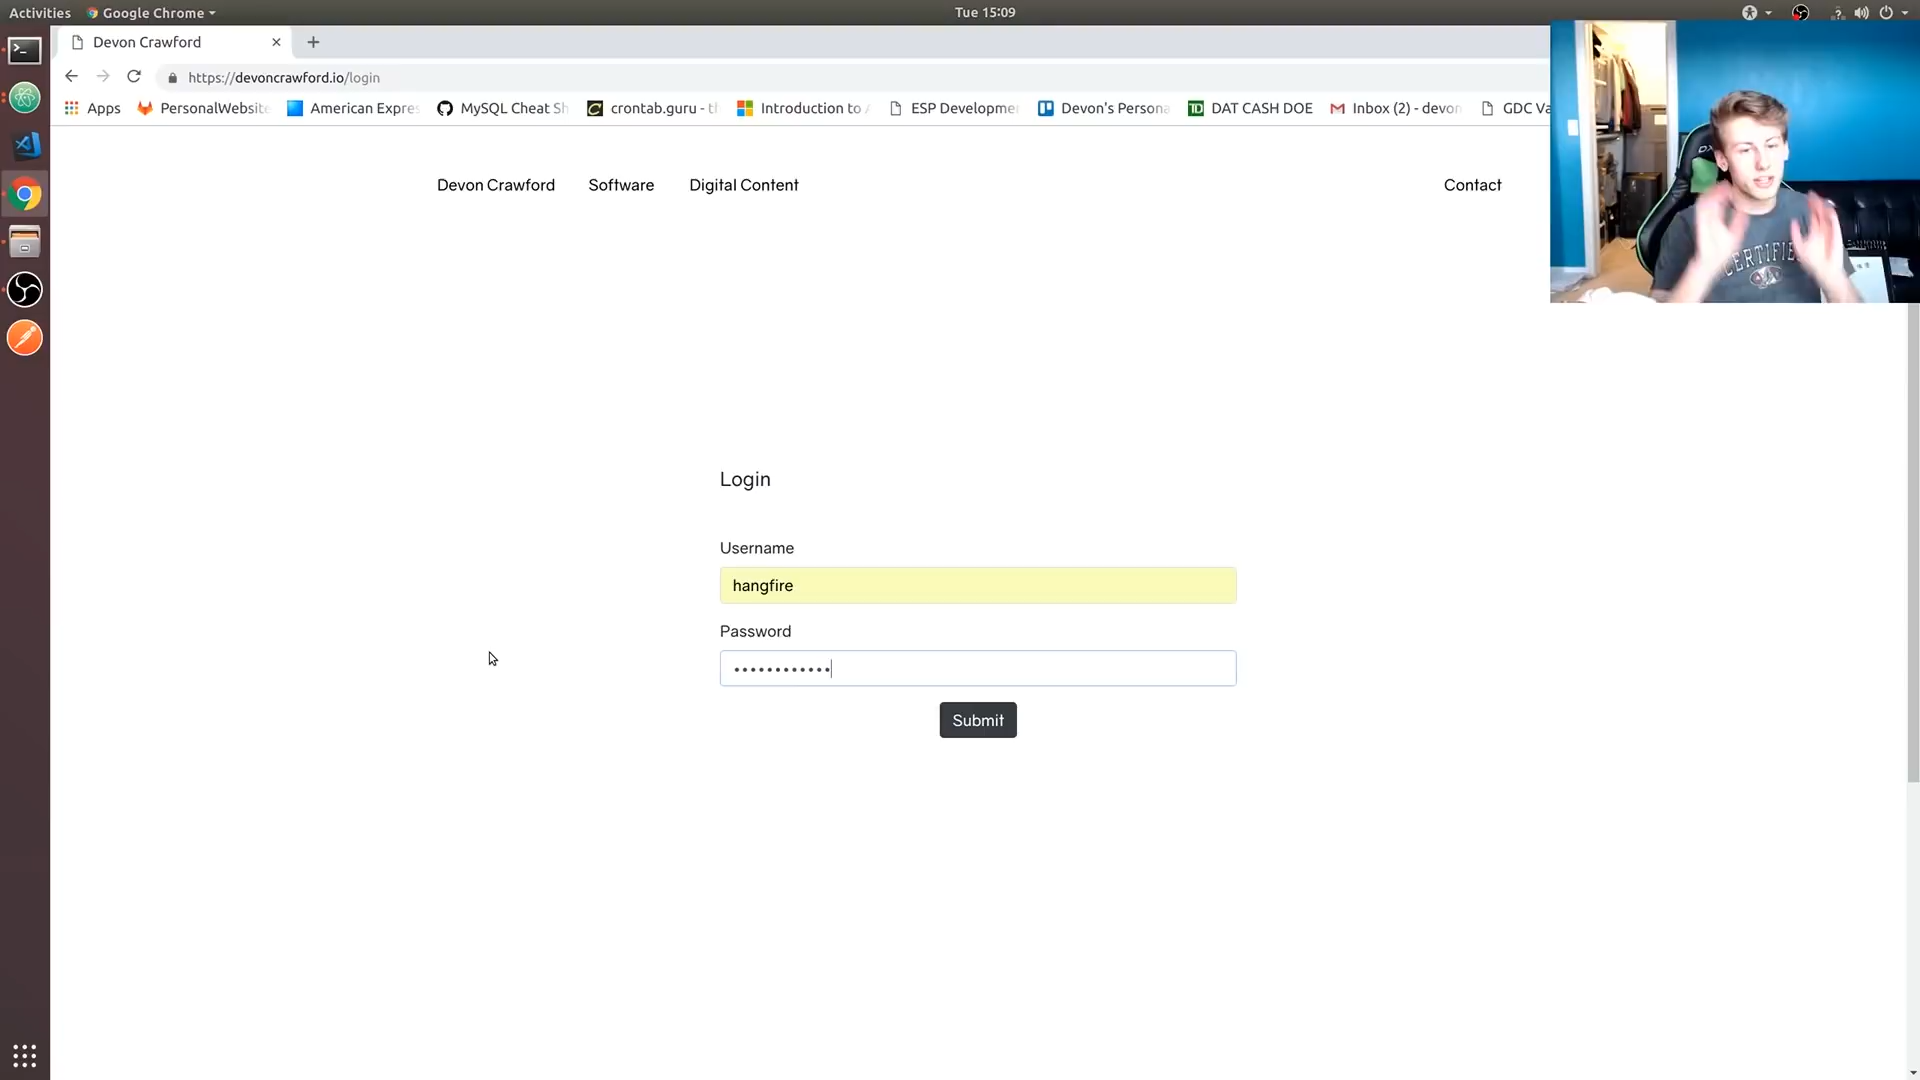 Activities Google Chrome Tue 15:09
Devon Crawford
https://devoncrawford.io/login
Apps PersonalWebsite American Expre MySQL Cheat Sh crontab.guru - t Introduction to ESP Developme Devon's Persona DAT CASH DOE Inbox (2) - devon GDC Va
Devon Crawford Software Digital Content Contact
CERTIFIE
Login
Username
hangfire
Password
••••••••••••
Submit